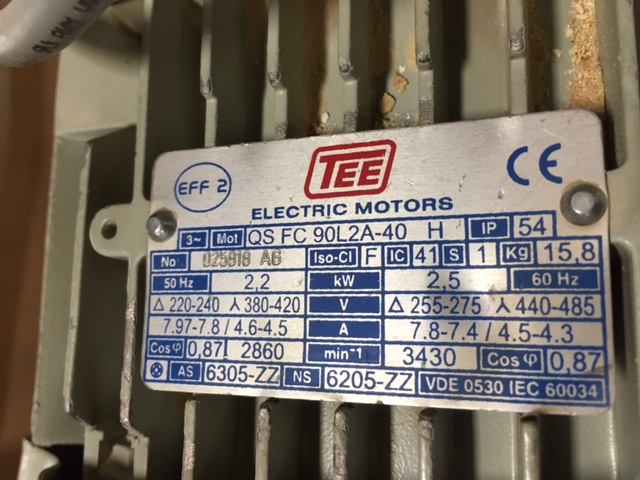 EFF 2
TEE
CE
ELECTRIC MOTORS
3~ Mot QS FC 90L2A-40 H IP 54
No 025918 A6 Iso-Cl F IC 41 S 1 Kg 15,8
50 Hz 2,2 kW 2,5 60 Hz
Δ 220-240 ⅄ 380-420 V Δ 255-275 ⅄ 440-485
7.97-7.8 / 4.6-4.5 A 7.8-7.4 / 4.5-4.3
Cos φ 0,87 2860 min⁻¹ 3430 Cos φ 0,87
AS 6305-ZZ NS 6205-ZZ VDE 0530 IEC 60034